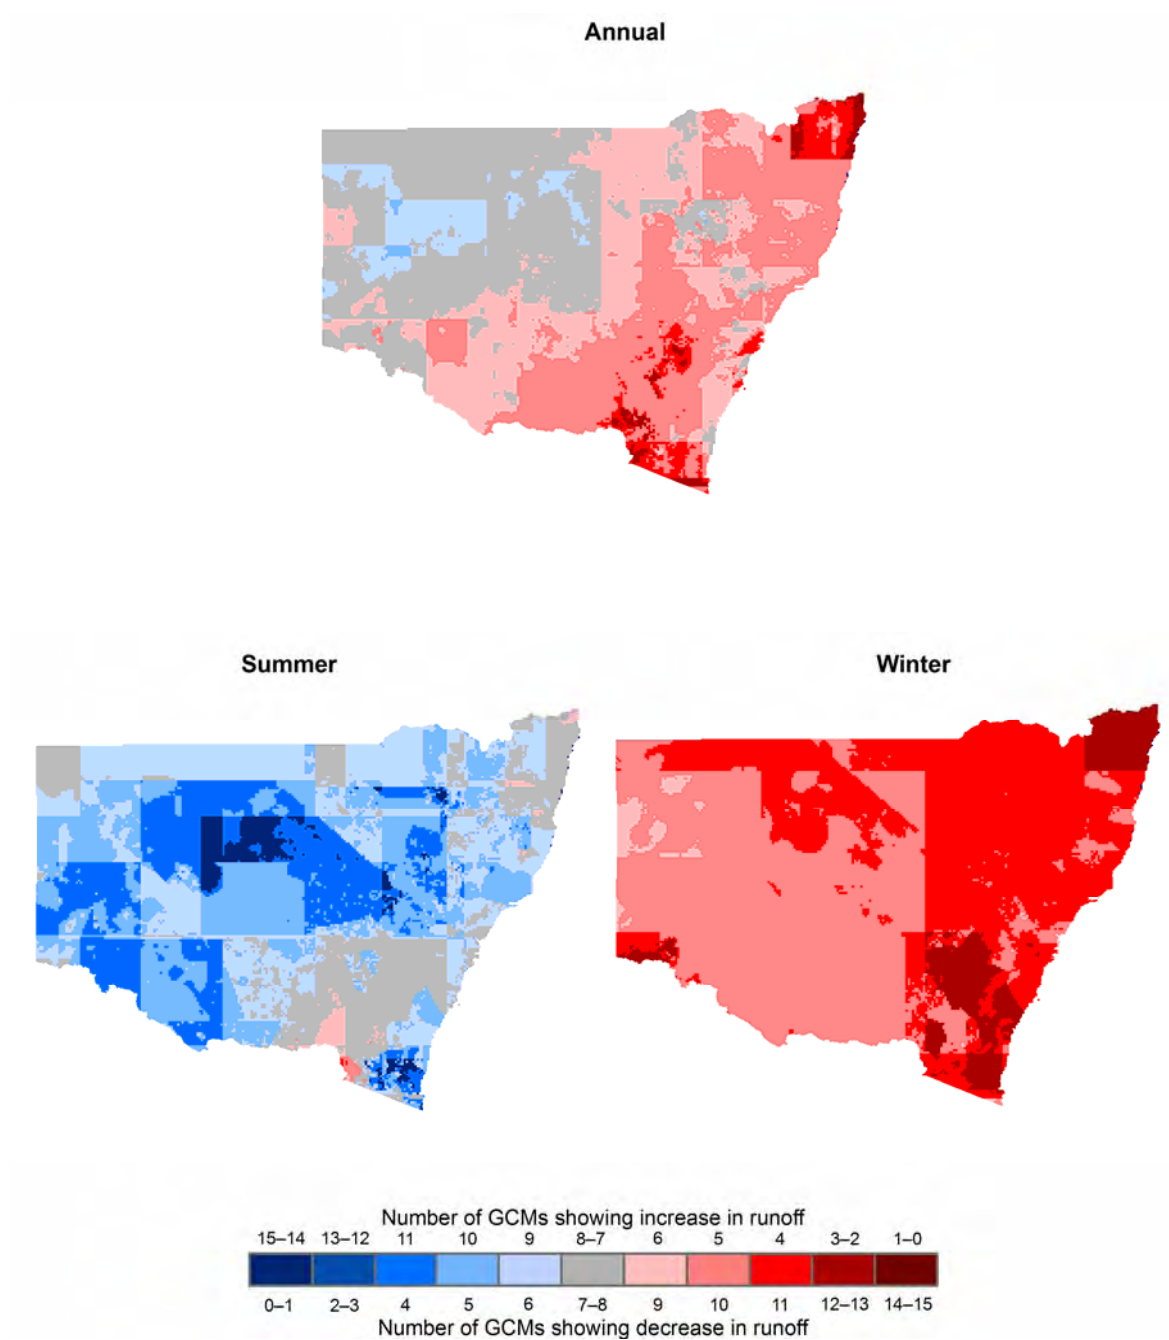 Annual
Summer
Winter
Number of GCMs showing increase in runoff
15–14 13–12 11 10 9 8–7 6 5 4 3–2 1–0
0–1 2–3 4 5 6 7–8 9 10 11 12–13 14–15
Number of GCMs showing decrease in runoff